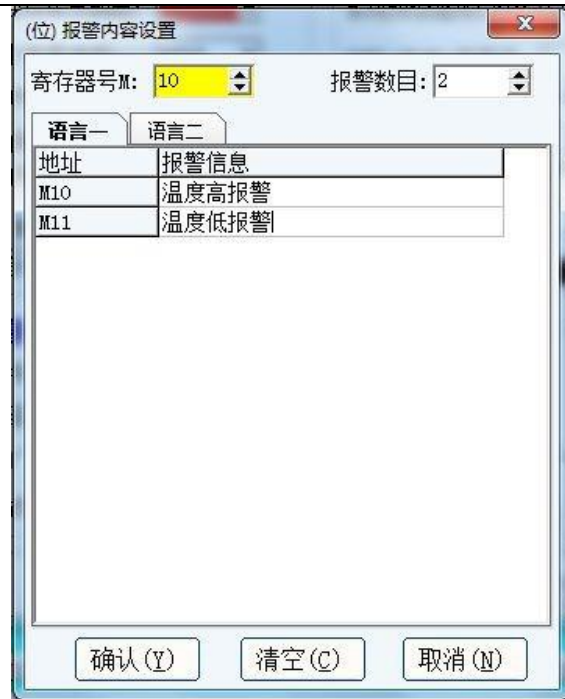 (位) 报警内容设置
寄存器号M: 10 报警数目: 2
语言一 语言二
地址 报警信息
M10 温度高报警
M11 温度低报警
确认(Y) 清空(C) 取消(N)